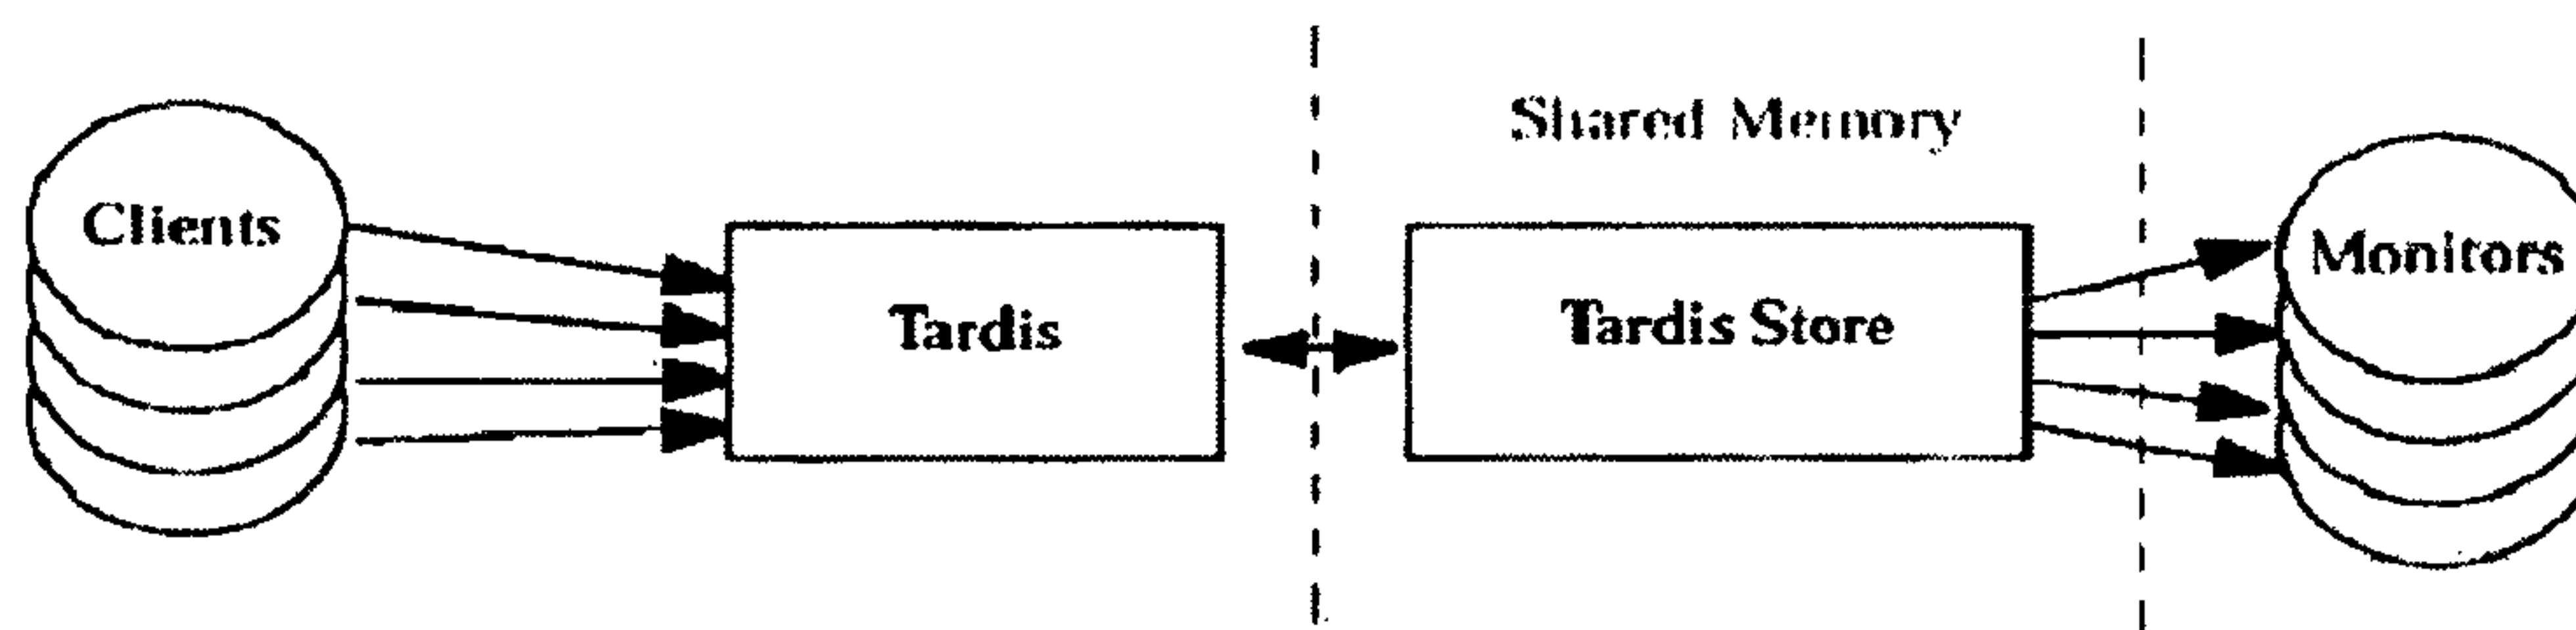 Shared Memory
Clients
Tardis
Tardis Store
Monitors